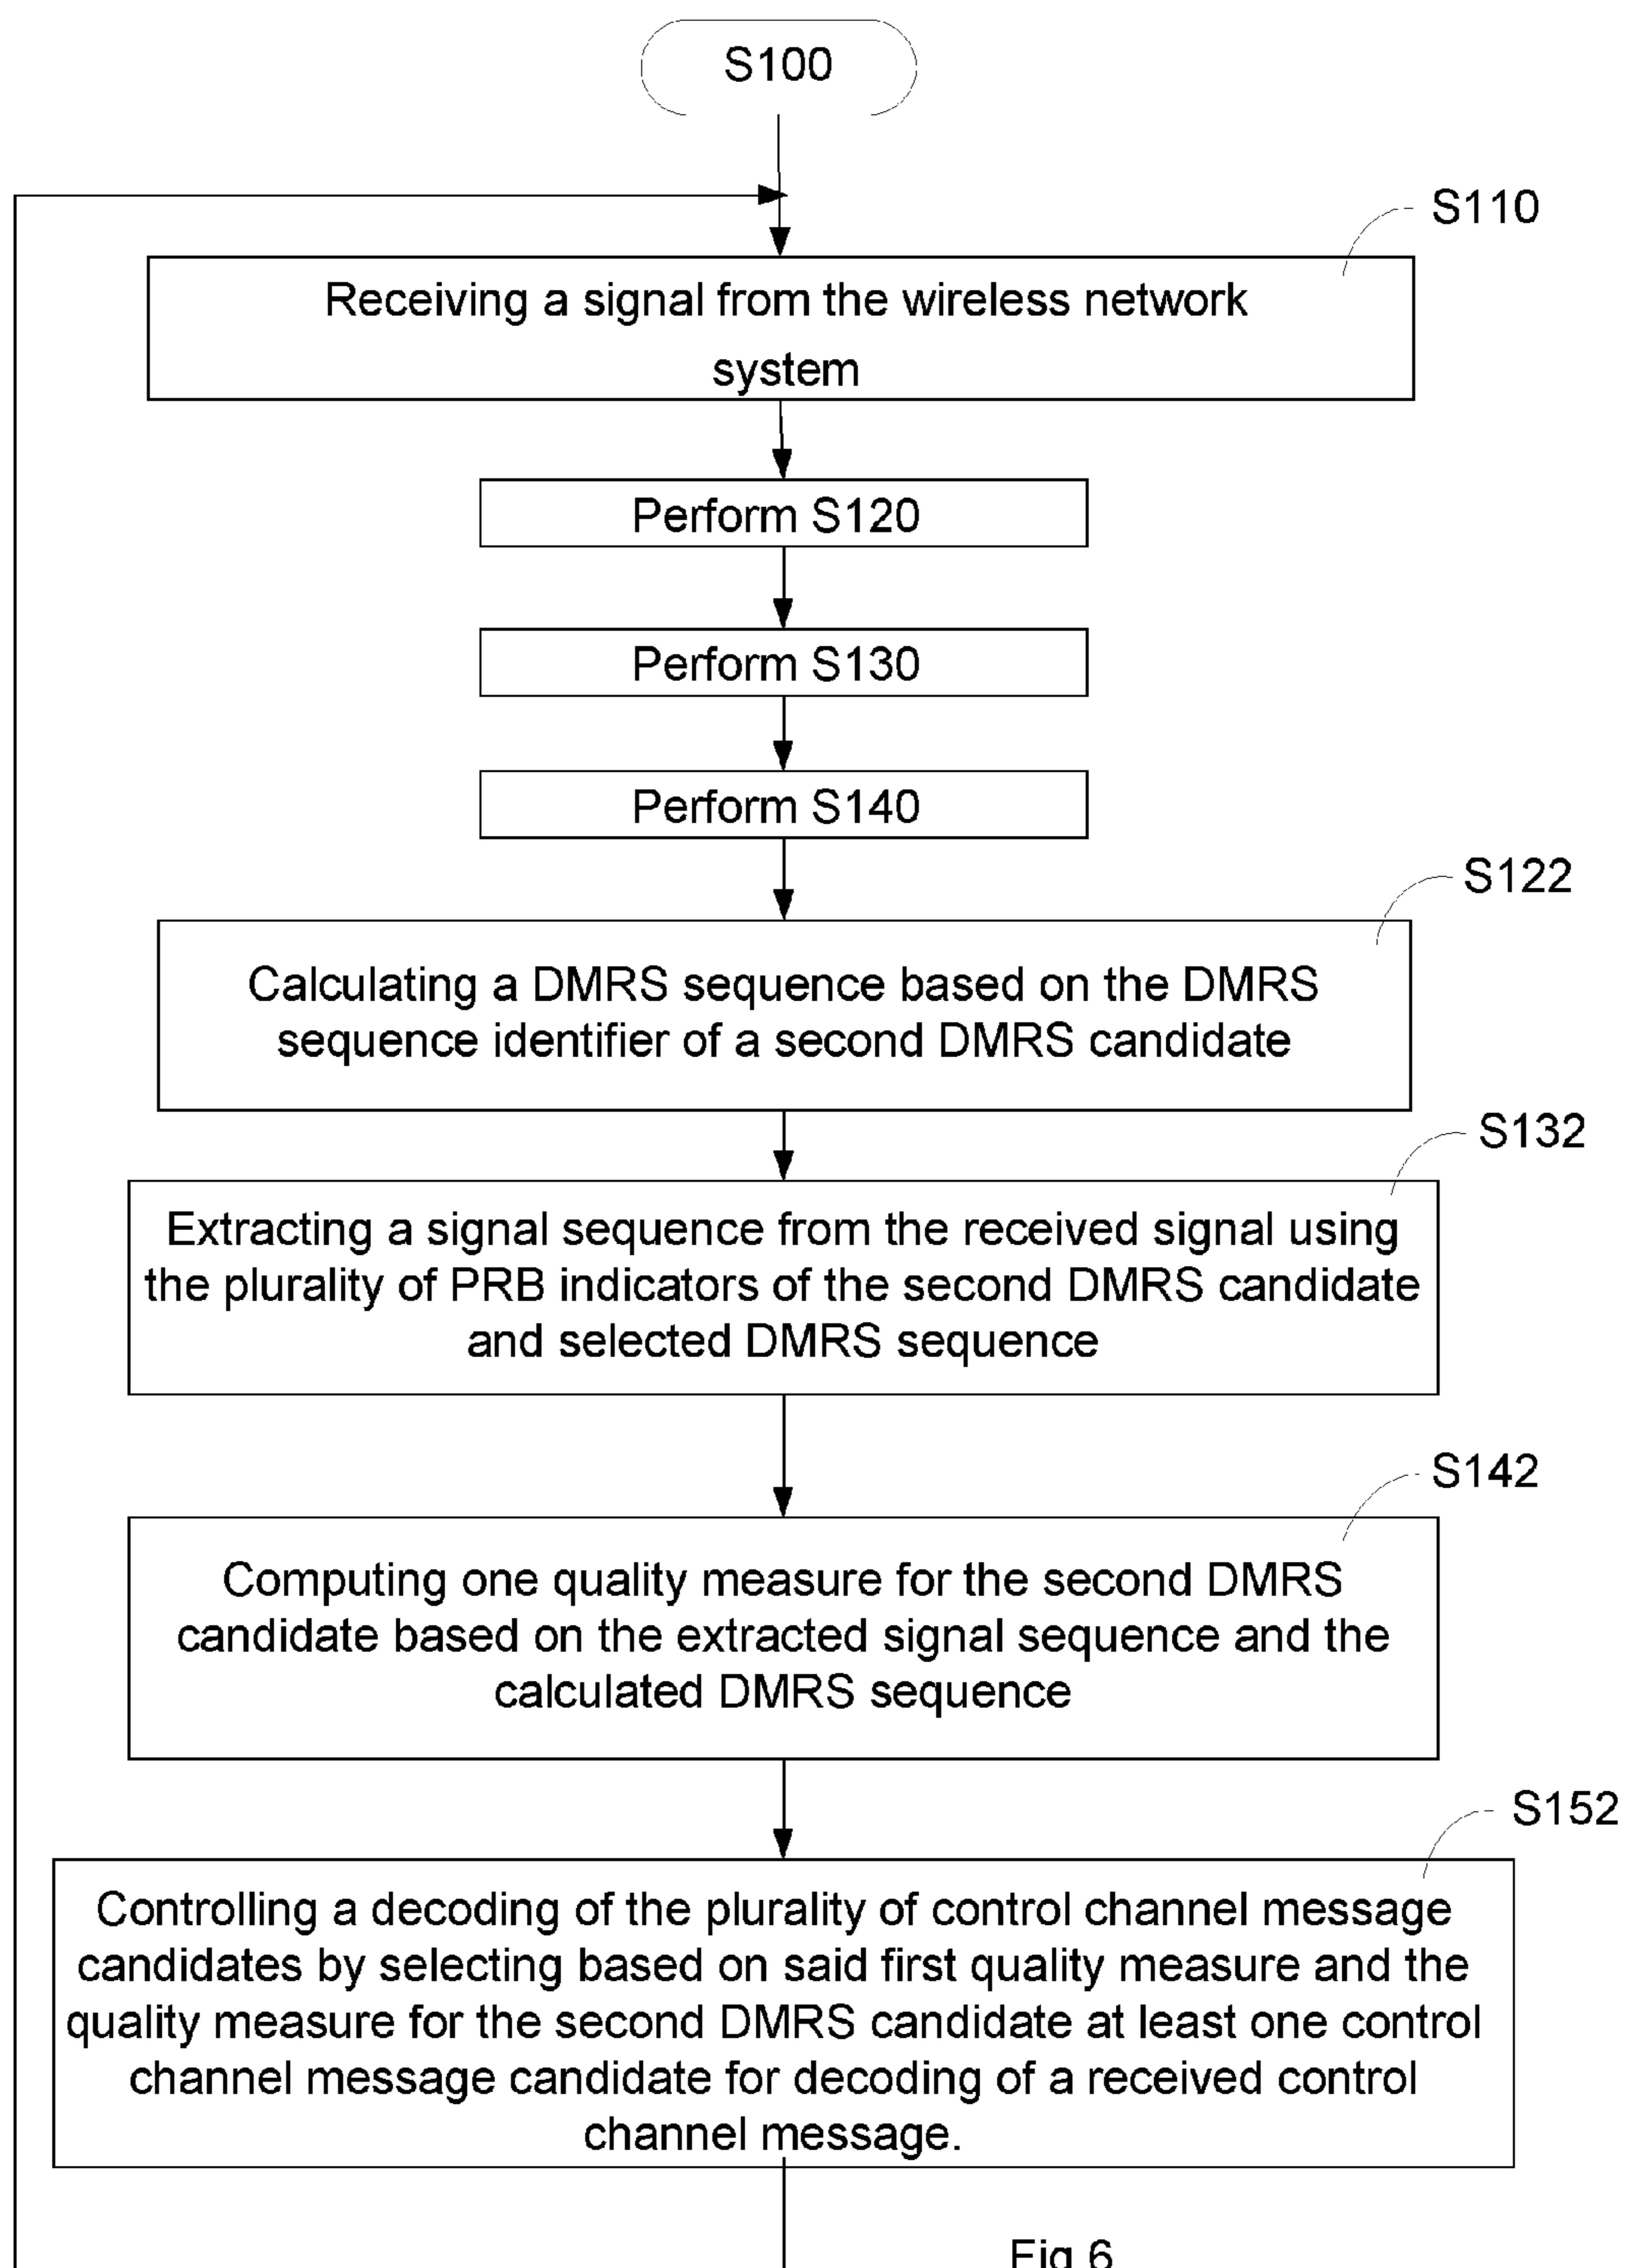 S100
S110
Receiving a signal from the wireless network
system
Perform S120
Perform S130
Perform S140
S122
Calculating a DMRS sequence based on the DMRS
sequence identifier of a second DMRS candidate
S132
Extracting a signal sequence from the received signal using
the plurality of PRB indicators of the second DMRS candidate
and selected DMRS sequence
S142
Computing one quality measure for the second DMRS
candidate based on the extracted signal sequence and the
calculated DMRS sequence
S152
Controlling a decoding of the plurality of control channel message
candidates by selecting based on said first quality measure and the
quality measure for the second DMRS candidate at least one control
channel message candidate for decoding of a received control
channel message.
Fig 6